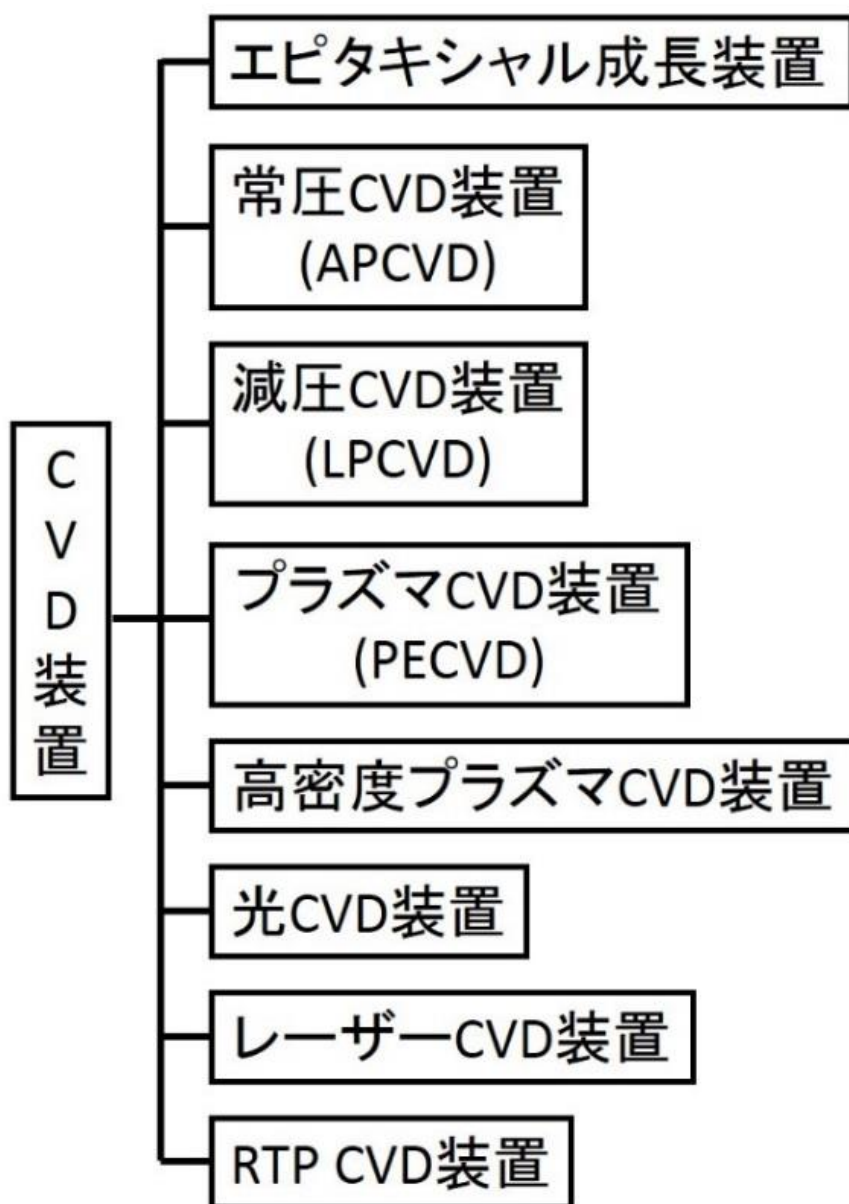 CVD装置
エピタキシャル成長装置
常圧CVD装置
(APCVD)
減圧CVD装置
(LPCVD)
プラズマCVD装置
(PECVD)
高密度プラズマCVD装置
光CVD装置
レーザーCVD装置
RTP CVD装置